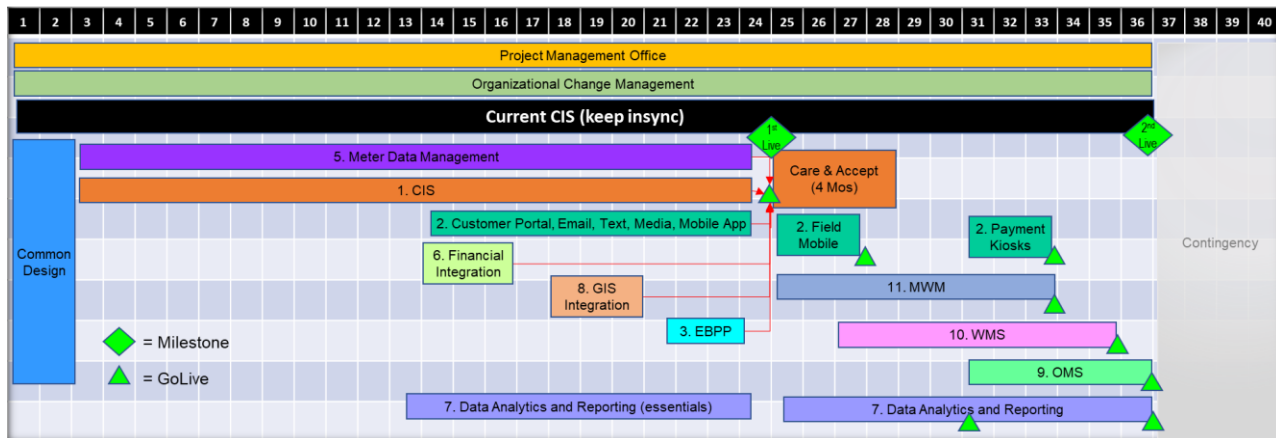 1 2 3 4 5 6 7 8 9 10 11 12 13 14 15 16 17 18 19 20 21 22 23 24 25 26 27 28 29 30 31 32 33 34 35 36 37 38 39 40
Project Management Office
Organizational Change Management
Current CIS (keep insync)
1st
Live
2nd
Live
5. Meter Data Management
Care & Accept
(4 Mos)
1. CIS
2. Customer Portal, Email, Text, Media, Mobile App
2. Field
Mobile
2. Payment
Kiosks
Common
Design
Contingency
6. Financial
Integration
8. GIS
Integration
11. MWM
3. EBPP
10. WMS
= Milestone
= GoLive
9. OMS
7. Data Analytics and Reporting (essentials)
7. Data Analytics and Reporting